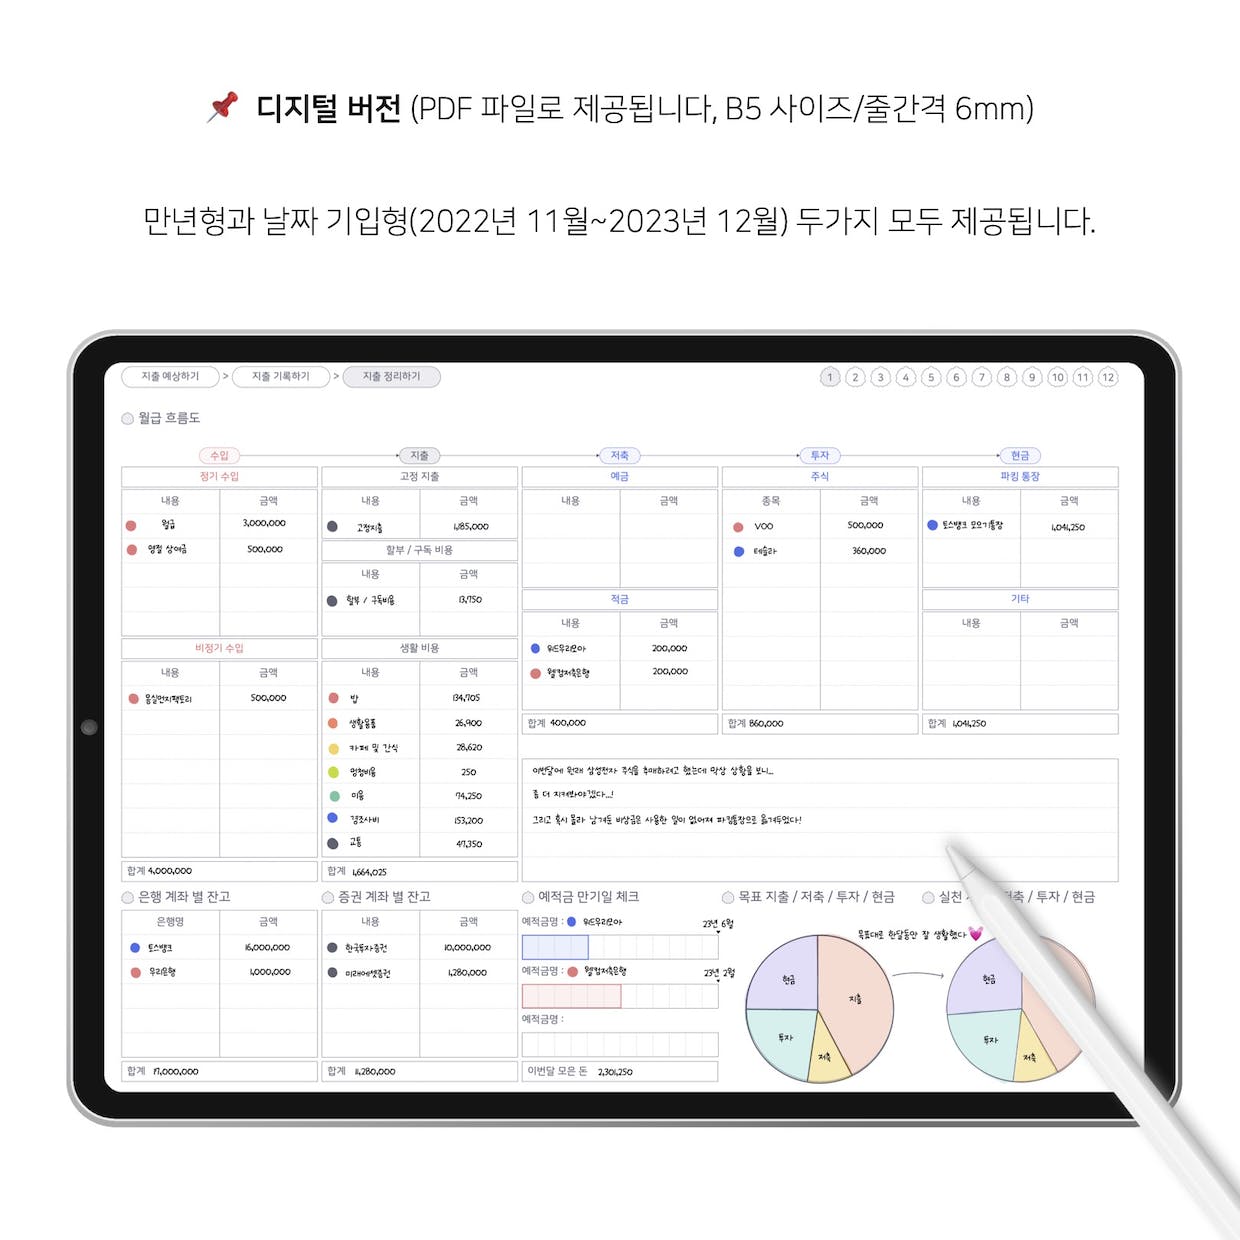 📌 디지털 버전 (PDF 파일로 제공됩니다, B5 사이즈/줄간격 6mm)
만년형과 날짜 기입형(2022년 11월~2023년 12월) 두가지 모두 제공됩니다.
지출 예상하기 > 지출 기록하기 > 지출 정리하기
1 2 3 4 5 6 7 8 9 10 11 12
월급 흐름도
수입 지출 저축 투자 현금
정기 수입
내용 금액
월급 3,000,000
명절 상여금 500,000
비정기 수입
내용 금액
몽실먼지팩토리 500,000
합계 4,000,000
고정 지출
내용 금액
고정지출 1,185,000
할부 / 구독 비용
내용 금액
할부 / 구독비용 13,750
생활 비용
내용 금액
밥 134,705
생활용품 26,900
카페 및 간식 28,620
멍청비용 250
미용 74,250
경조사비 153,200
교통 47,350
합계 1,664,025
예금
내용 금액
적금
내용 금액
워드우리모아 200,000
웰컴저축은행 200,000
합계 400,000
주식
종목 금액
VOO 500,000
테슬라 360,000
합계 860,000
파킹 통장
내용 금액
토스뱅크 모으기통장 1,041,250
기타
내용 금액
합계 1,041,250
이번달에 원래 삼성전자 주식을 추매하려고 했는데 막상 상황을 보니...
좀 더 지켜봐야겠다...!
그리고 혹시 몰라 남겨둔 비상금은 사용한 일이 없어져 파킹통장으로 옮겨두었다!
은행 계좌 별 잔고
은행명 금액
토스뱅크 16,000,000
우리은행 1,000,000
합계 17,000,000
증권 계좌 별 잔고
내용 금액
한국투자증권 10,000,000
미래에셋증권 1,280,000
합계 11,280,000
예적금 만기일 체크
예적금명 : 워드우리모아 23년 6월
예적금명 : 웰컴저축은행 23년 2월
예적금명 :
이번달 모은 돈 2,301,250
목표 지출 / 저축 / 투자 / 현금
현금 지출 투자 저축
목표대로 한달동안 잘 생활했다 💓
실천 저축 / 투자 / 현금
현금 투자 저축